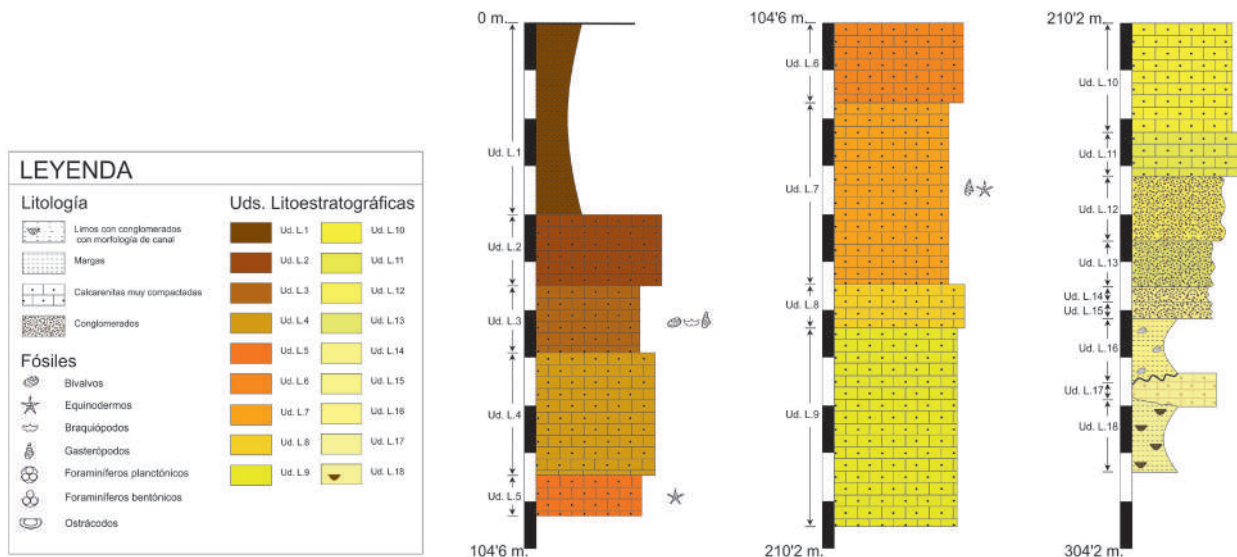 LEYENDA
Litología
Limos con conglomerados
con morfología de canal
Margas
Calcarenitas muy compactadas
Conglomerados
Fósiles
Bivalvos
Equinodermos
Braquiópodos
Gasterópodos
Foraminíferos planctónicos
Foraminíferos bentónicos
Ostrácodos
Uds. Litoestratográficas
Ud. L.1
Ud. L.2
Ud. L.3
Ud. L.4
Ud. L.5
Ud. L.6
Ud. L.7
Ud. L.8
Ud. L.9
Ud. L.10
Ud. L.11
Ud. L.12
Ud. L.13
Ud. L.14
Ud. L.15
Ud. L.16
Ud. L.17
Ud. L.18
0 m.
Ud. L.1
Ud. L.2
Ud. L.3
Ud. L.4
Ud. L.5
104'6 m.
104'6 m.
Ud. L.6
Ud. L.7
Ud. L.8
Ud. L.9
210'2 m.
210'2 m.
Ud. L.10
Ud. L.11
Ud. L.12
Ud. L.13
Ud. L.14
Ud. L.15
Ud. L.16
Ud. L.17
Ud. L.18
304'2 m.